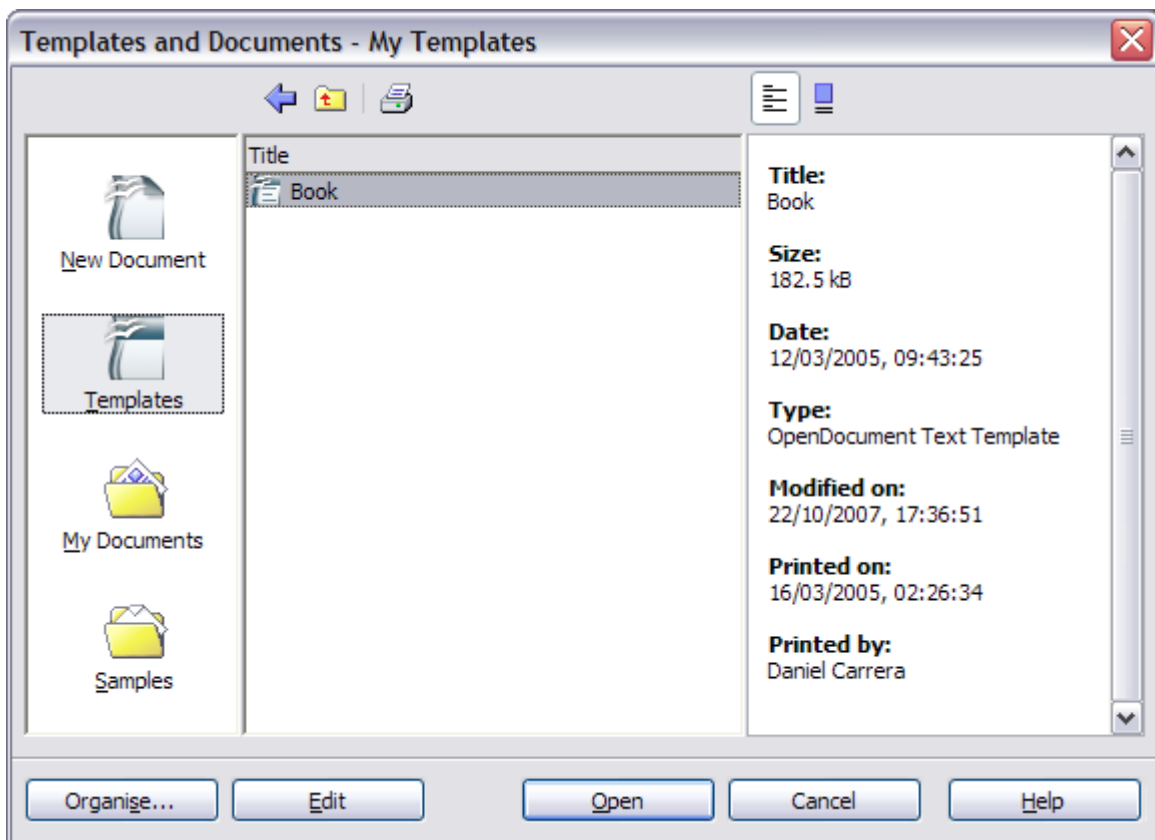 Templates and Documents - My Templates
New Document
Templates
My Documents
Samples
Title
Book
Title:
Book
Size:
182.5 kB
Date:
12/03/2005, 09:43:25
Type:
OpenDocument Text Template
Modified on:
22/10/2007, 17:36:51
Printed on:
16/03/2005, 02:26:34
Printed by:
Daniel Carrera
Organise...
Edit
Open
Cancel
Help